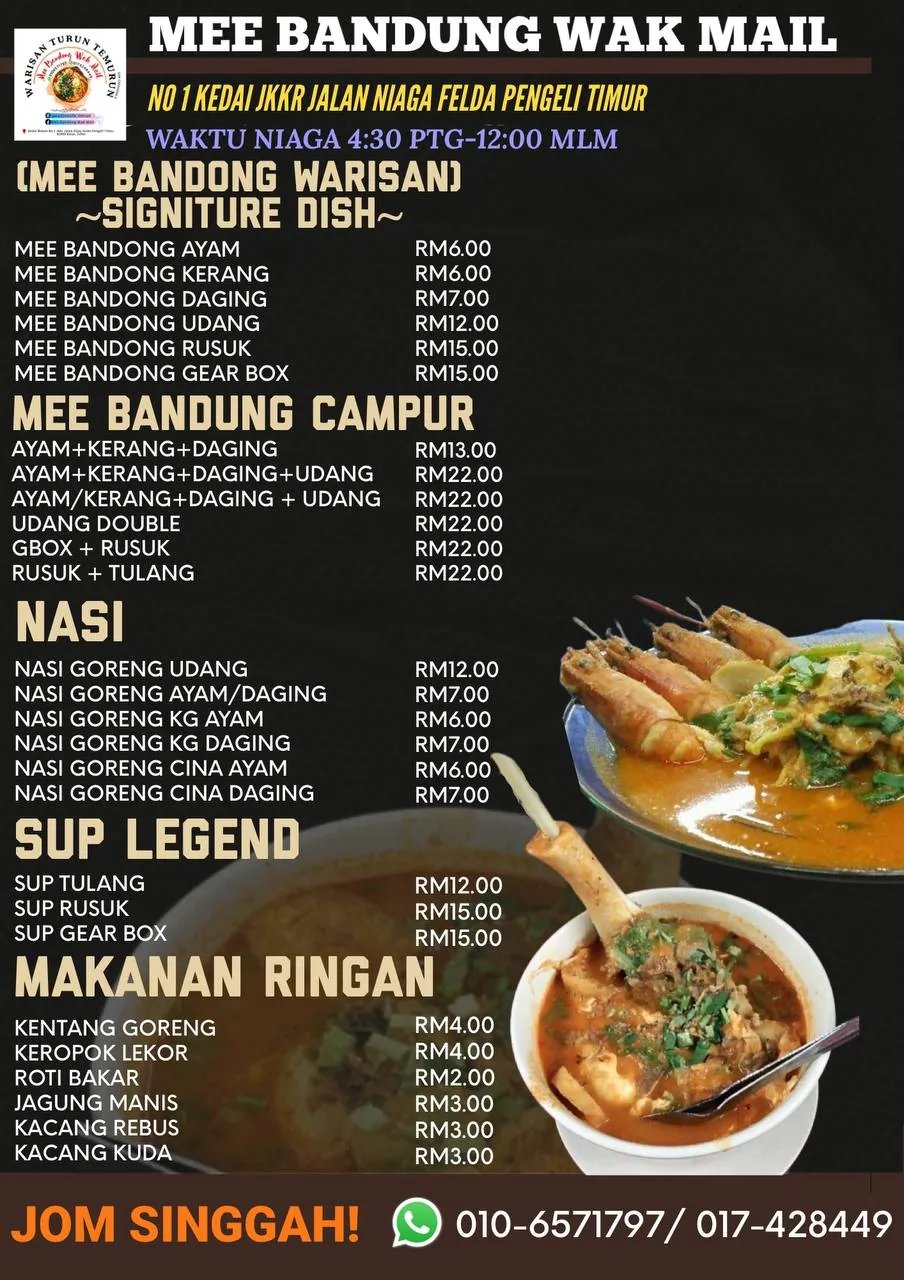 WARISAN TURUN TEMURUN
Mee Bandong Wak Mail
MEE BANDUNG WAK MAIL
NO 1 KEDAI JKKR JALAN NIAGA FELDA PENGELI TIMUR
WAKTU NIAGA 4:30 PTG-12:00 MLM
(MEE BANDONG WARISAN)
~SIGNITURE DISH~
MEE BANDONG AYAM RM6.00
MEE BANDONG KERANG RM6.00
MEE BANDONG DAGING RM7.00
MEE BANDONG UDANG RM12.00
MEE BANDONG RUSUK RM15.00
MEE BANDONG GEAR BOX RM15.00
MEE BANDUNG CAMPUR
AYAM+KERANG+DAGING RM13.00
AYAM+KERANG+DAGING+UDANG RM22.00
AYAM/KERANG+DAGING + UDANG RM22.00
UDANG DOUBLE RM22.00
GBOX + RUSUK RM22.00
RUSUK + TULANG RM22.00
NASI
NASI GORENG UDANG RM12.00
NASI GORENG AYAM/DAGING RM7.00
NASI GORENG KG AYAM RM6.00
NASI GORENG KG DAGING RM7.00
NASI GORENG CINA AYAM RM6.00
NASI GORENG CINA DAGING RM7.00
SUP LEGEND
SUP TULANG RM12.00
SUP RUSUK RM15.00
SUP GEAR BOX RM15.00
MAKANAN RINGAN
KENTANG GORENG RM4.00
KEROPOK LEKOR RM4.00
ROTI BAKAR RM2.00
JAGUNG MANIS RM3.00
KACANG REBUS RM3.00
KACANG KUDA RM3.00
JOM SINGGAH! 010-6571797/ 017-428449